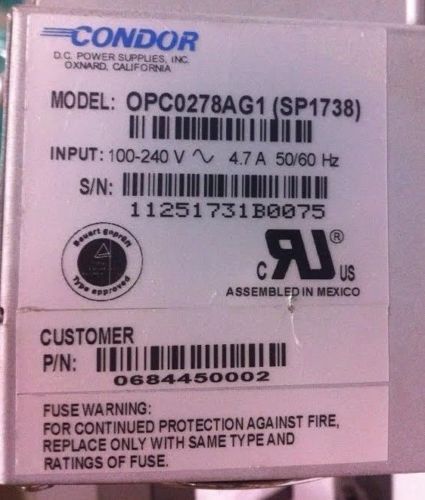 CONDOR
D.C. POWER SUPPLIES, INC.
OXNARD, CALIFORNIA
MODEL: OPC0278AG1 (SP1738)
INPUT: 100-240 V ~ 4.7 A 50/60 Hz
S/N:
11251731B0075
Bauart geprüft
Type approved
c RU ® US
ASSEMBLED IN MEXICO
CUSTOMER
P/N:
0684450002
FUSE WARNING:
FOR CONTINUED PROTECTION AGAINST FIRE,
REPLACE ONLY WITH SAME TYPE AND
RATINGS OF FUSE.